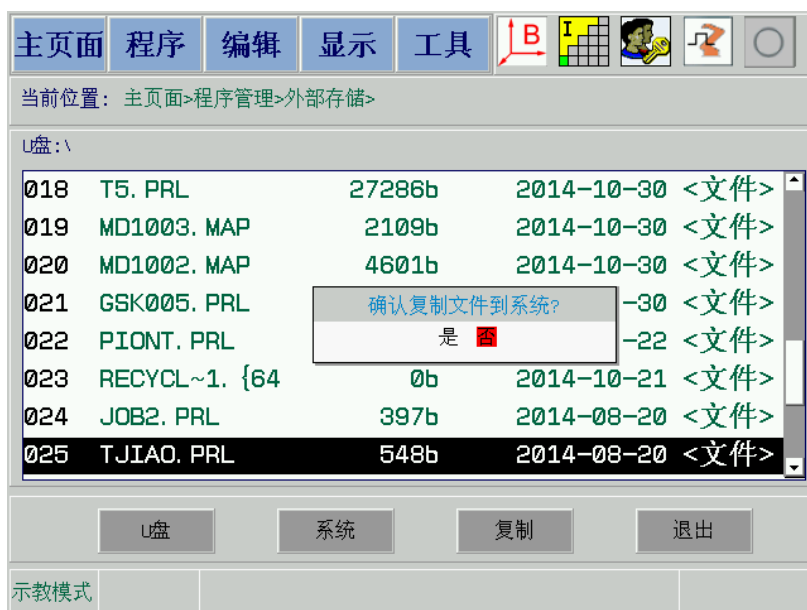 主页面 程序 编辑 显示 工具 B I
当前位置: 主页面>程序管理>外部存储>
U盘:\
018 T5. PRL 27286b 2014-10-30 <文件>
019 MD1003. MAP 2109b 2014-10-30 <文件>
020 MD1002. MAP 4601b 2014-10-30 <文件>
021 GSK005. PRL -30 <文件>
确认复制文件到系统?
022 PIONT. PRL -22 <文件>
是 否
023 RECYCL~1. {64 0b 2014-10-21 <文件>
024 JOB2. PRL 397b 2014-08-20 <文件>
025 TJIAO. PRL 548b 2014-08-20 <文件>
U盘 系统 复制 退出
示教模式